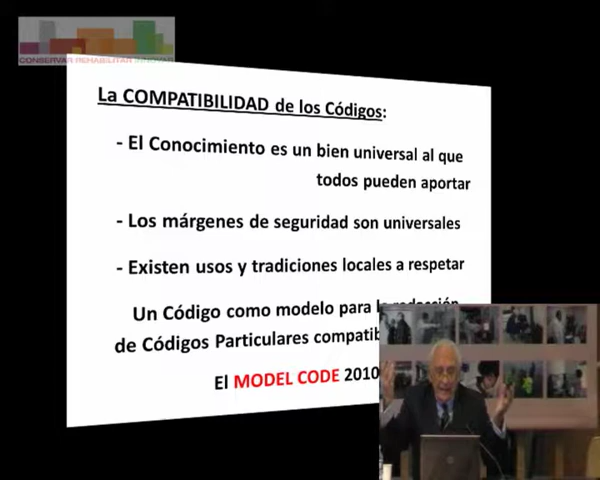 CONSERVAR REHABILITAR
La COMPATIBILIDAD de los Códigos:
- El Conocimiento es un bien universal al que
todos pueden aportar
- Los márgenes de seguridad son universales
- Existen usos y tradiciones locales a respetar
Un Código como modelo para la redacción
de Códigos Particulares
El MODEL CODE 2010